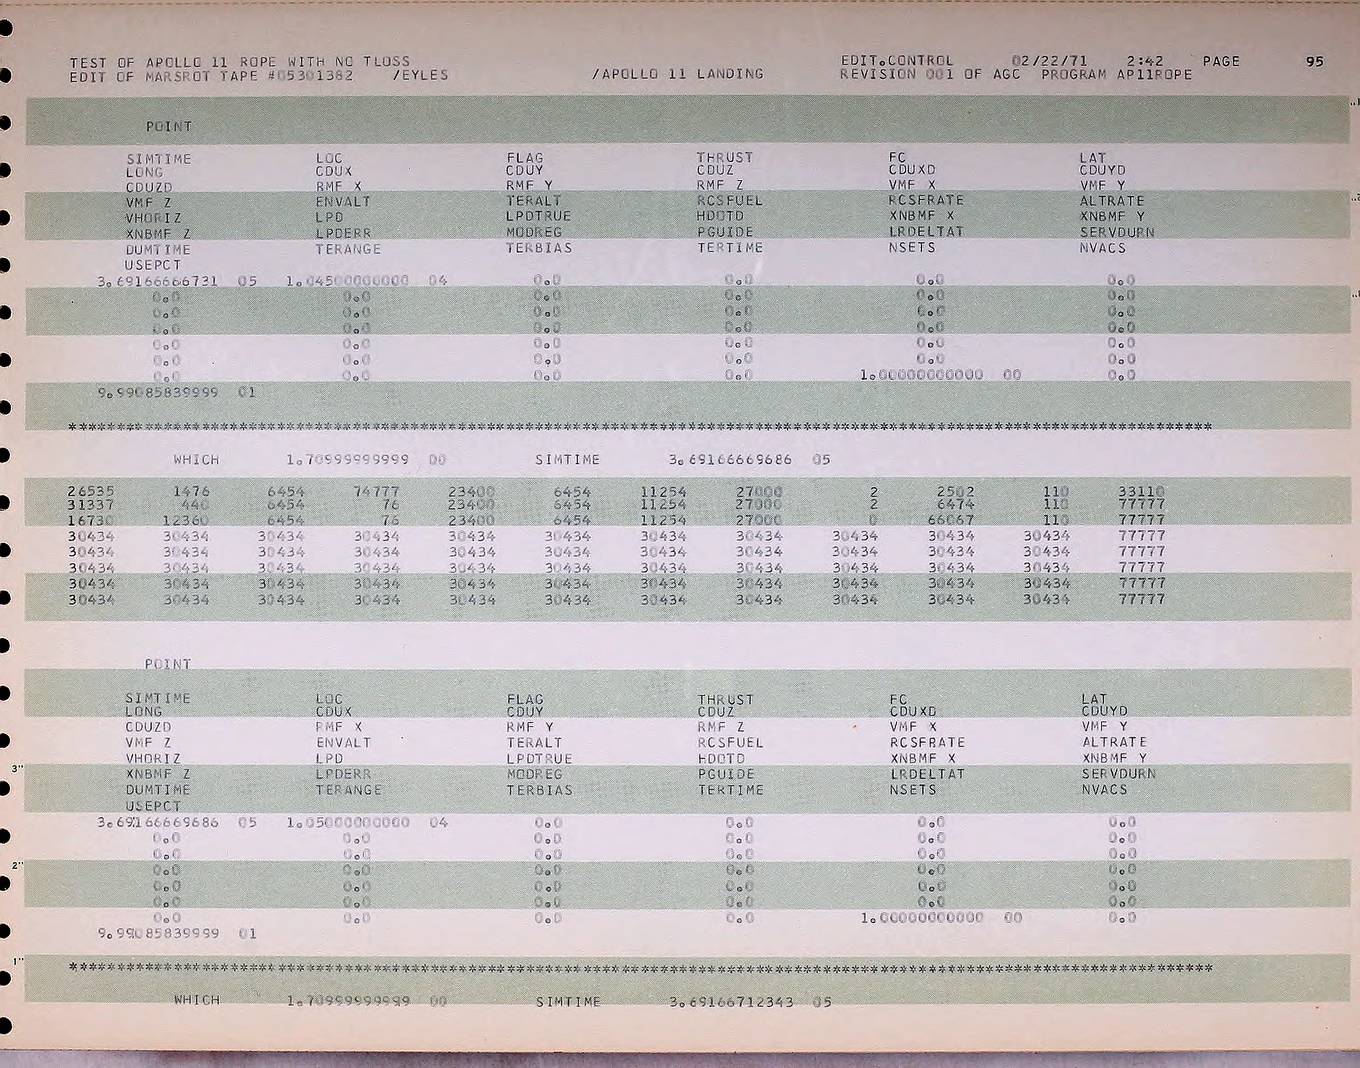 TEST OF APOLLO 11 ROPE WITH NO TLOSS EDIT.CONTROL 02/22/71 2:42 PAGE 95
EDIT OF MARSROT TAPE #05301382 /EYLES /APOLLO 11 LANDING REVISION 001 OF AGC PROGRAM AP11ROPE
POINT
SIMTIME LOC FLAG THRUST FC LAT
LONG CDUX CDUY CDUZ CDUXD CDUYD
CDUZD RMF X RMF Y RMF Z VMF X VMF Y
VMF Z ENVALT TERALT RCSFUEL RCSFRATE ALTRATE
VHORIZ LPD LPDTRUE HDOTD XNBMF X XNBMF Y
XNBMF Z LPDERR MODREG PGUIDE LRDELTAT SERVDURN
DUMTIME TERANGE TERBIAS TERTIME NSETS NVACS
USEPCT
3.69166666731 05 1.04500000000 04 0.0 0.0 0.0 0.0
0.0 0.0 0.0 0.0 0.0 0.0
0.0 0.0 0.0 0.0 0.0 0.0
0.0 0.0 0.0 0.0 0.0 0.0
0.0 0.0 0.0 0.0 0.0 0.0
0.0 0.0 0.0 0.0 0.0 0.0
0.0 0.0 0.0 0.0 1.00000000000 00 0.0
9.99085839999 01
************************************************************************************************************************
WHICH 1.70999999999 00 SIMTIME 3.69166669686 05
26535 1476 6454 74777 23400 6454 11254 27000 2 2502 110 33110
31337 440 6454 76 23400 6454 11254 27000 2 6474 110 77777
16730 12360 6454 76 23400 6454 11254 27000 0 66067 110 77777
30434 30434 30434 30434 30434 30434 30434 30434 30434 30434 30434 77777
30434 30434 30434 30434 30434 30434 30434 30434 30434 30434 30434 77777
30434 30434 30434 30434 30434 30434 30434 30434 30434 30434 30434 77777
30434 30434 30434 30434 30434 30434 30434 30434 30434 30434 30434 77777
30434 30434 30434 30434 30434 30434 30434 30434 30434 30434 30434 77777
POINT
SIMTIME LOC FLAG THRUST FC LAT
LONG CDUX CDUY CDUZ CDUXD CDUYD
CDUZD RMF X RMF Y RMF Z VMF X VMF Y
VMF Z ENVALT TERALT RCSFUEL RCSFRATE ALTRATE
VHORIZ LPD LPDTRUE HDOTD XNBMF X XNBMF Y
3" XNBMF Z LPDERR MODREG PGUIDE LRDELTAT SERVDURN
DUMTIME TERANGE TERBIAS TERTIME NSETS NVACS
USEPCT
3.69166669686 05 1.05000000000 04 0.0 0.0 0.0 0.0
0.0 0.0 0.0 0.0 0.0 0.0
0.0 0.0 0.0 0.0 0.0 0.0
2" 0.0 0.0 0.0 0.0 0.0 0.0
0.0 0.0 0.0 0.0 0.0 0.0
0.0 0.0 0.0 0.0 0.0 0.0
0.0 0.0 0.0 0.0 1.00000000000 00 0.0
9.99085839999 01
1" ************************************************************************************************************************
WHICH 1.70999999999 00 SIMTIME 3.69166712343 05